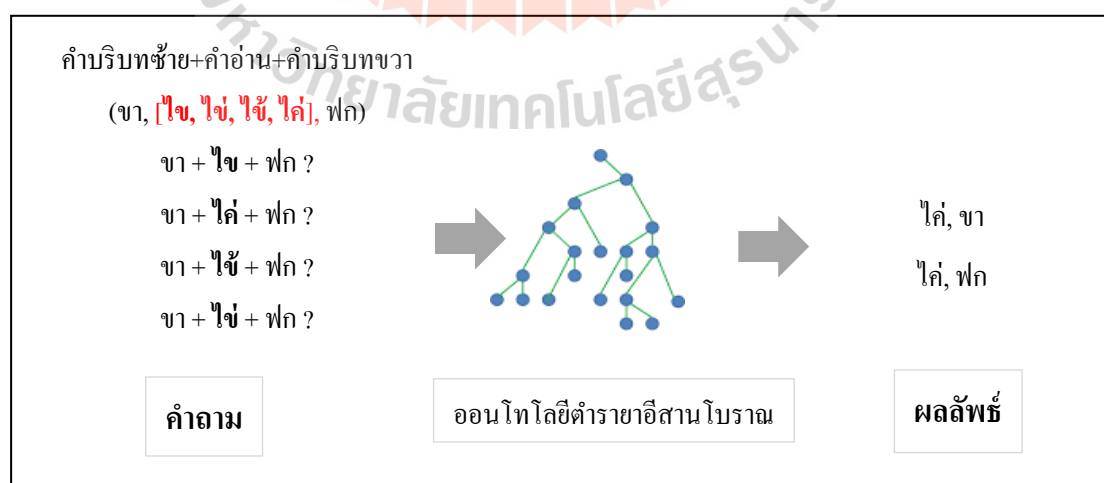 คำบริบทซ้าย+คำอ่าน+คำบริบทขวา
(ขา, [ไข, ไข่, ไข้, ไค่], ฟก)
ขา + ไข + ฟก ?
ขา + ไค่ + ฟก ?
ขา + ไข้ + ฟก ?
ขา + ไข่ + ฟก ?
ไค่, ขา
ไค่, ฟก
คำถาม
ออนโทโลยีตำรายาอีสานโบราณ
ผลลัพธ์